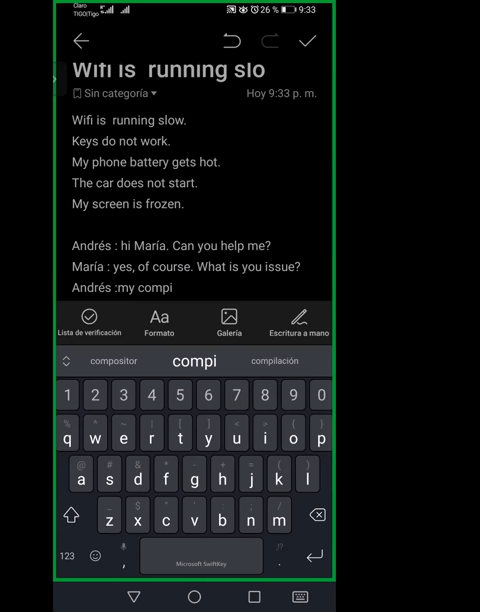 Claro
TIGO|Tigo
26 % 9:33
Wifi is running slo
Sin categoría
Hoy 9:33 p. m.
Wifi is running slow.
Keys do not work.
My phone battery gets hot.
The car does not start.
My screen is frozen.
Andrés : hi María. Can you help me?
María : yes, of course. What is you issue?
Andrés :my compi
Lista de verificación Formato Galería Escritura a mano
compositor compi compilación
1 2 3 4 5 6 7 8 9 0
% ^ ~ | [ ] < > { }
q w e r t y u i o p
@ # & * - + = ( )
a s d f g h j k l
_ $ " ' : ; /
z x c v b n m
123 , ,!? .
Microsoft SwiftKey